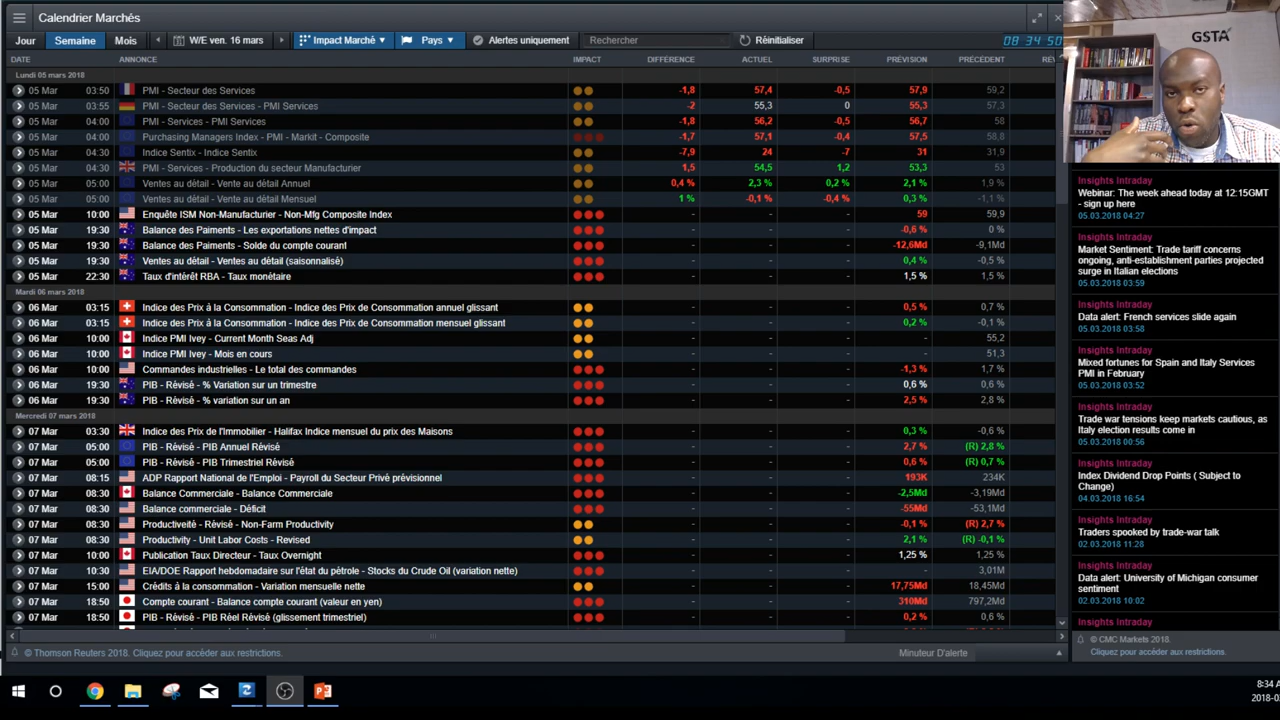 Calendrier Marchés
Jour Semaine Mois W/E ven. 16 mars Impact Marché Pays Alertes uniquement Rechercher Réinitialiser 08:34:50
GSTA
DATE ANNONCE IMPACT DIFFÉRENCE ACTUEL SURPRISE PRÉVISION PRÉCÉDENT
Lundi 05 mars 2018
05 Mar 03:50 PMI - Secteur des Services -1,8 57,4 -0,5 57,9 59,2
05 Mar 03:55 PMI - Secteur des Services - PMI Services -2 55,3 0 55,3 57,3
05 Mar 04:00 PMI - Services - PMI Services -1,8 56,2 -0,5 56,7 58
05 Mar 04:00 Purchasing Managers Index - PMI - Markit - Composite -1,7 57,1 -0,4 57,5 58,8
05 Mar 04:30 Indice Sentix - Indice Sentix -7,9 24 -7 31 31,9
05 Mar 04:30 PMI - Services - Production du secteur Manufacturier 1,5 54,5 1,2 53,3 53
05 Mar 05:00 Ventes au détail - Vente au détail Annuel 0,4 % 2,3 % 0,2 % 2,1 % 1,9 %
05 Mar 05:00 Ventes au détail - Vente au détail Mensuel 1 % -0,1 % -0,4 % 0,3 % -1,1 %
05 Mar 10:00 Enquête ISM Non-Manufacturier - Non-Mfg Composite Index - - - 59 59,9
05 Mar 19:30 Balance des Paiments - Les exportations nettes d'impact - - - -0,6 % 0 %
05 Mar 19:30 Balance des Paiments - Solde du compte courant - - - -12,6Md -9,1Md
05 Mar 19:30 Ventes au détail - Ventes au détail (saisonnalisé) - - - 0,4 % -0,5 %
05 Mar 22:30 Taux d'intérêt RBA - Taux monétaire - - - 1,5 % 1,5 %
Mardi 06 mars 2018
06 Mar 03:15 Indice des Prix à la Consommation - Indice des Prix de Consommation annuel glissant - - - 0,5 % 0,7 %
06 Mar 03:15 Indice des Prix à la Consommation - Indice des Prix de Consommation mensuel glissant - - - 0,2 % -0,1 %
06 Mar 10:00 Indice PMI Ivey - Current Month Seas Adj - - - - 55,2
06 Mar 10:00 Indice PMI Ivey - Mois en cours - - - - 51,3
06 Mar 10:00 Commandes industrielles - Le total des commandes - - - -1,3 % 1,7 %
06 Mar 19:30 PIB - Révisé - % Variation sur un trimestre - - - 0,6 % 0,6 %
06 Mar 19:30 PIB - Révisé - % variation sur un an - - - 2,5 % 2,8 %
Mercredi 07 mars 2018
07 Mar 03:30 Indice des Prix de l'Immobilier - Halifax Indice mensuel du prix des Maisons - - - 0,3 % -0,6 %
07 Mar 05:00 PIB - Révisé - PIB Annuel Révisé - - - 2,7 % (R) 2,8 %
07 Mar 05:00 PIB - Révisé - PIB Trimestriel Révisé - - - 0,6 % (R) 0,7 %
07 Mar 08:15 ADP Rapport National de l'Emploi - Payroll du Secteur Privé prévisionnel - - - 193K 234K
07 Mar 08:30 Balance Commerciale - Balance Commerciale - - - -2,5Md -3,19Md
07 Mar 08:30 Balance commerciale - Déficit - - - -55Md -53,1Md
07 Mar 08:30 Productiveité - Révisé - Non-Farm Productivity - - - -0,1 % (R) 2,7 %
07 Mar 08:30 Productivity - Unit Labor Costs - Revised - - - 2,1 % (R) -0,1 %
07 Mar 10:00 Publication Taux Directeur - Taux Overnight - - - 1,25 % 1,25 %
07 Mar 10:30 EIA/DOE Rapport hebdomadaire sur l'état du pétrole - Stocks du Crude Oil (variation nette) - - - - 3,01M
07 Mar 15:00 Crédits à la consommation - Variation mensuelle nette - - - 17,75Md 18,45Md
07 Mar 18:50 Compte courant - Balance compte courant (valeur en yen) - - - 310Md 797,2Md
07 Mar 18:50 PIB - Révisé - PIB Réel Révisé (glissement trimestriel) - - - 0,2 % 0,6 %
© Thomson Reuters 2018. Cliquez pour accéder aux restrictions. Minuteur D'alerte
Insights Intraday
Webinar: The week ahead today at 12:15GMT
- sign up here
05.03.2018 04:27
Insights Intraday
Market Sentiment: Trade tariff concerns
ongoing, anti-establishment parties projected
surge in Italian elections
05.03.2018 03:59
Insights Intraday
Data alert: French services slide again
05.03.2018 03:58
Insights Intraday
Mixed fortunes for Spain and Italy Services
PMI in February
05.03.2018 03:52
Insights Intraday
Trade war tensions keep markets cautious, as
Italy election results come in
05.03.2018 00:56
Insights Intraday
Index Dividend Drop Points ( Subject to
Change)
04.03.2018 16:54
Insights Intraday
Traders spooked by trade-war talk
02.03.2018 11:28
Insights Intraday
Data alert: University of Michigan consumer
sentiment
02.03.2018 10:02
Insights Intraday
© CMC Markets 2018.
Cliquez pour accéder aux restrictions.
8:34 A
2018-0